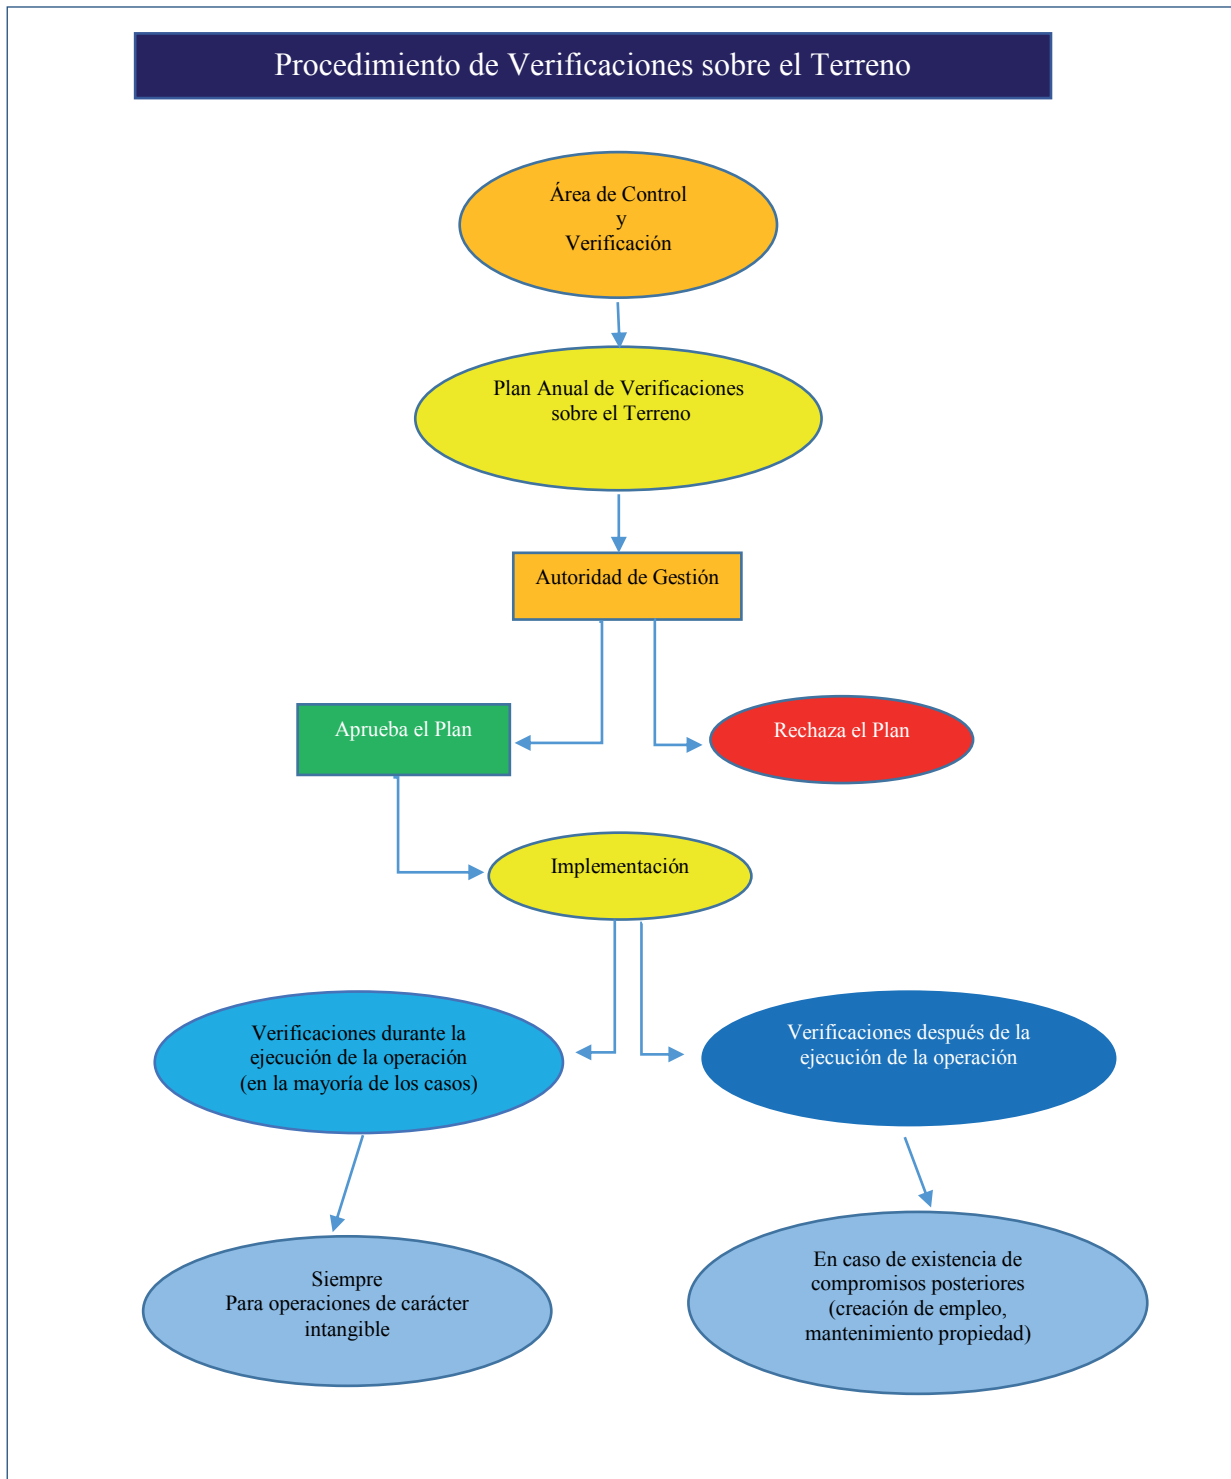 Procedimiento de Verificaciones sobre el Terreno
Área de Control
y
Verificación
Plan Anual de Verificaciones
sobre el Terreno
Autoridad de Gestión
Aprueba el Plan
Rechaza el Plan
Implementación
Verificaciones durante la
ejecución de la operación
(en la mayoría de los casos)
Verificaciones después de la
ejecución de la operación
Siempre
Para operaciones de carácter
intangible
En caso de existencia de
compromisos posteriores
(creación de empleo,
mantenimiento propiedad)